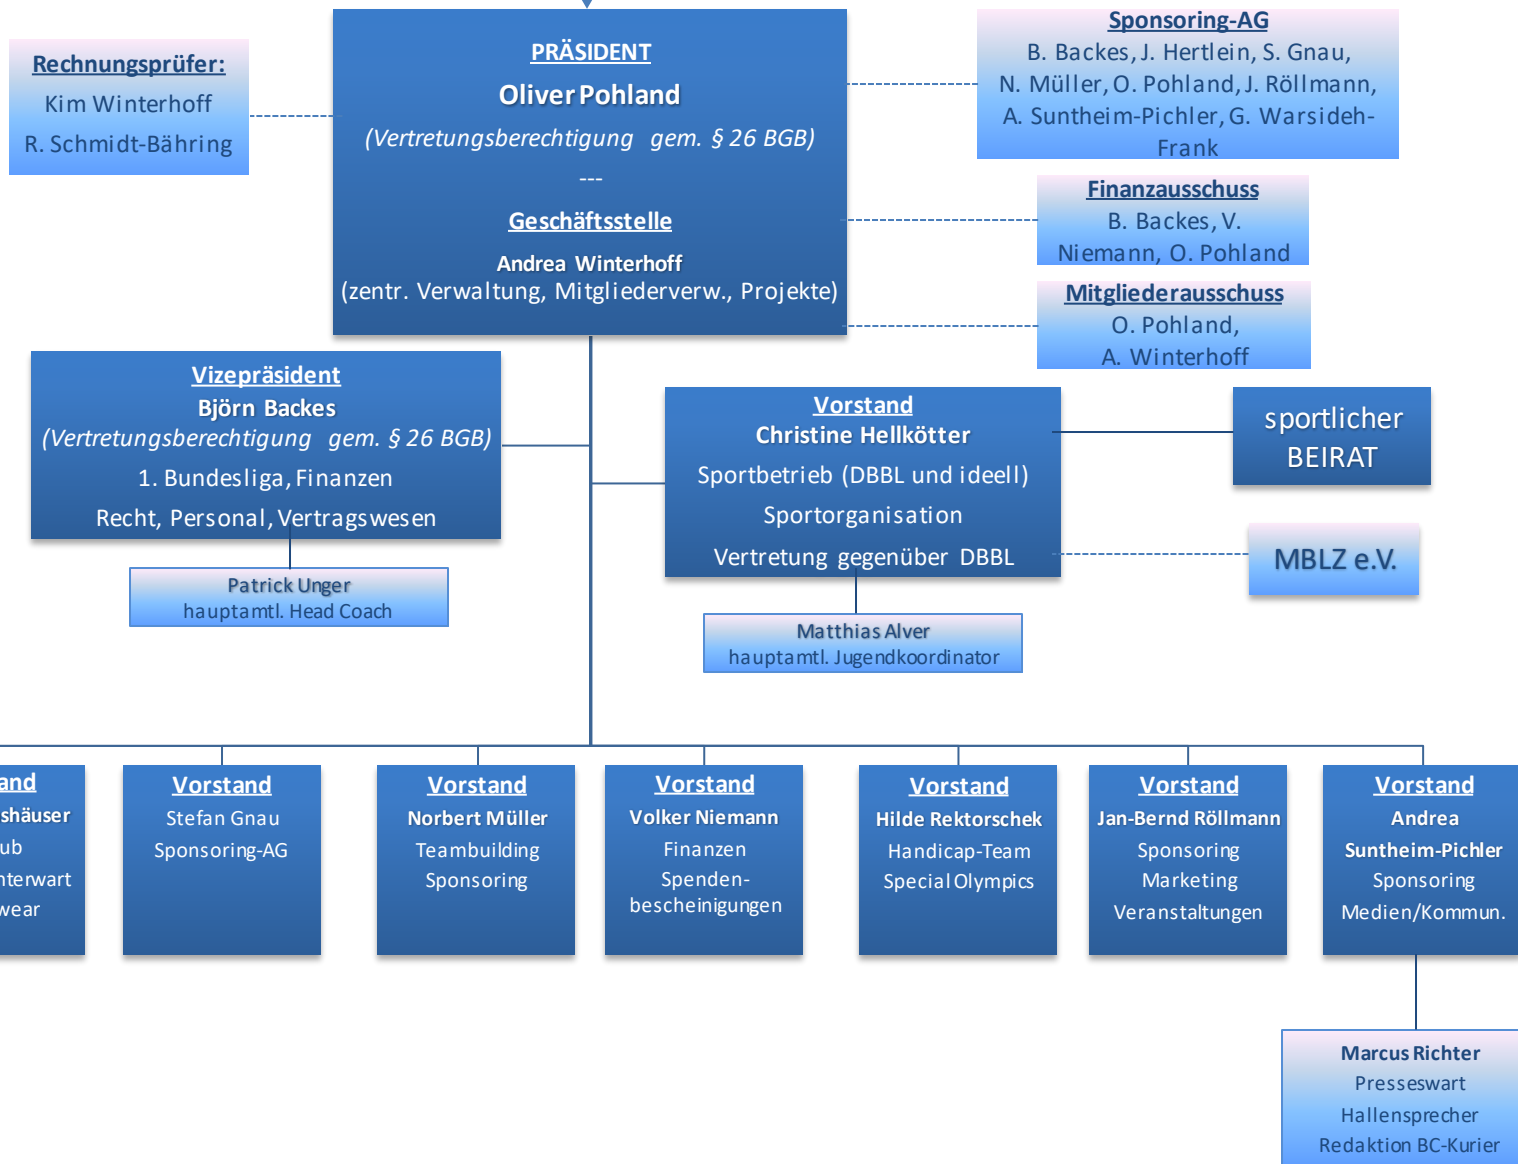 Rechnungsprüfer:
Kim Winterhoff
R. Schmidt-Bähring
PRÄSIDENT
Oliver Pohland
(Vertretungsberechtigung gem. § 26 BGB)
---
Geschäftsstelle
Andrea Winterhoff
(zentr. Verwaltung, Mitgliederverw., Projekte)
Sponsoring-AG
B. Backes, J. Hertlein, S. Gnau,
N. Müller, O. Pohland, J. Röllmann,
A. Suntheim-Pichler, G. Warsideh-
Frank
Finanzausschuss
B. Backes, V.
Niemann, O. Pohland
Mitgliederausschuss
O. Pohland,
A. Winterhoff
Vizepräsident
Björn Backes
(Vertretungsberechtigung gem. § 26 BGB)
1. Bundesliga, Finanzen
Recht, Personal, Vertragswesen
Patrick Unger
hauptamtl. Head Coach
Vorstand
Christine Hellkötter
Sportbetrieb (DBBL und ideell)
Sportorganisation
Vertretung gegenüber DBBL
Matthias Alver
hauptamtl. Jugendkoordinator
sportlicher
BEIRAT
MBLZ e.V.
and
shäuser
ub
nterwart
wear
Vorstand
Stefan Gnau
Sponsoring-AG
Vorstand
Norbert Müller
Teambuilding
Sponsoring
Vorstand
Volker Niemann
Finanzen
Spenden-
bescheinigungen
Vorstand
Hilde Rektorschek
Handicap-Team
Special Olympics
Vorstand
Jan-Bernd Röllmann
Sponsoring
Marketing
Veranstaltungen
Vorstand
Andrea
Suntheim-Pichler
Sponsoring
Medien/Kommun.
Marcus Richter
Presseswart
Hallensprecher
Redaktion BC-Kurier